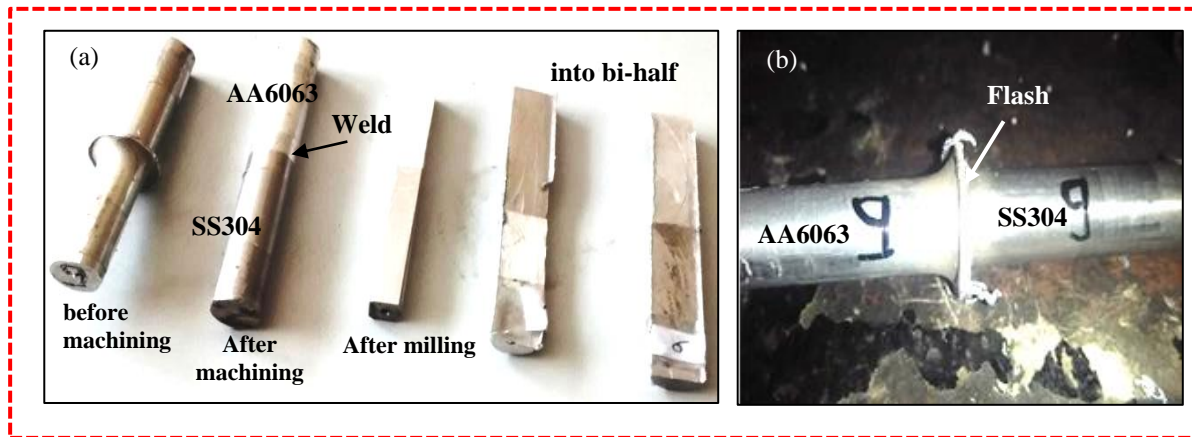 (a)
into bi-half
AA6063
Weld
SS304
before
machining
After
machining
After milling
(b)
Flash
AA6063
SS304